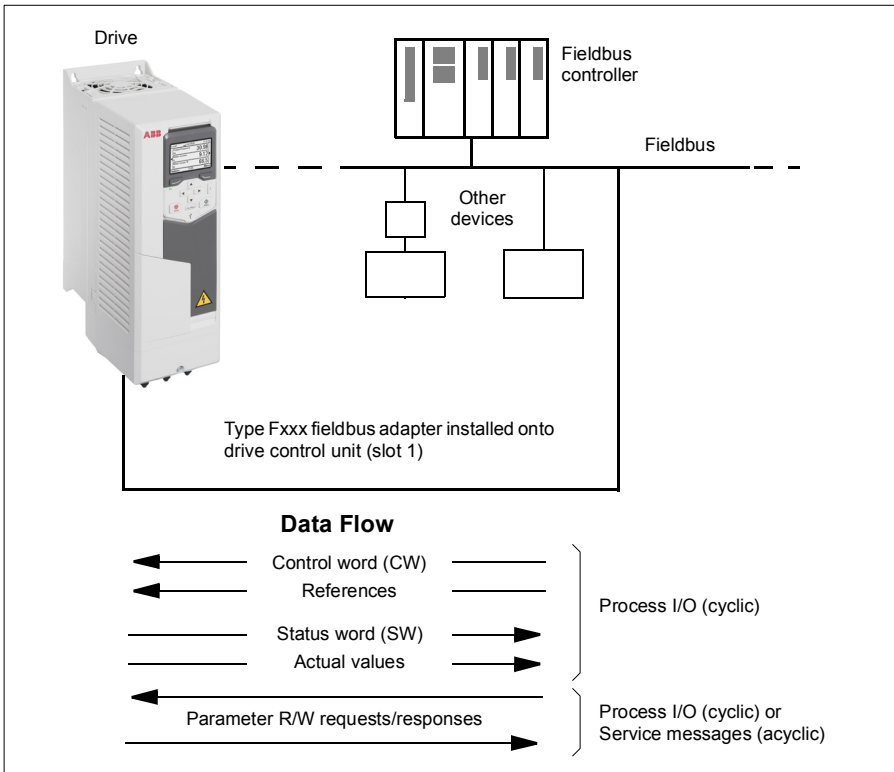 Drive
Fieldbus
controller
Fieldbus
ABB
Other
devices
Type Fxxx fieldbus adapter installed onto
drive control unit (slot 1)
Data Flow
Control word (CW)
References
Process I/O (cyclic)
Status word (SW)
Actual values
Parameter R/W requests/responses
Process I/O (cyclic) or
Service messages (acyclic)